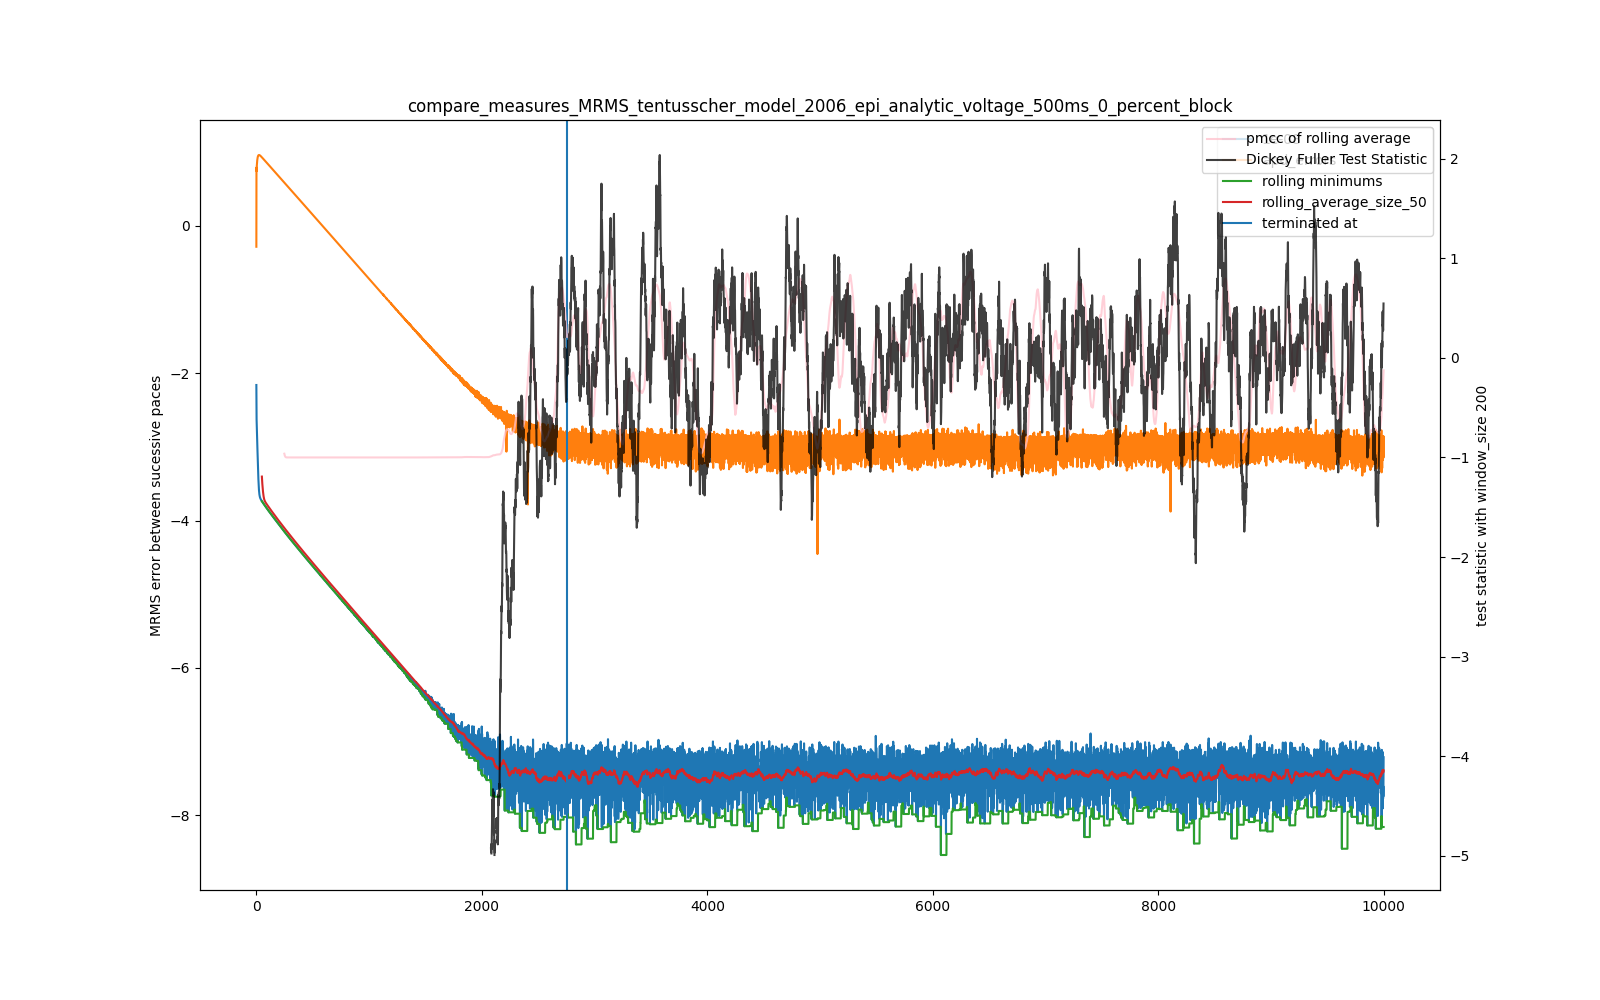 compare_measures_MRMS_tentusscher_model_2006_epi_analytic_voltage_500ms_0_percent_block
MRMS error between sucessive paces
0
−2
−4
−6
−8
0
2000
4000
6000
8000
10000
2
1
0
−1
−2
−3
−4
−5
test statistic with window_size 200
pmcc of rolling average
Dickey Fuller Test Statistic
rolling minimums
rolling_average_size_50
terminated at